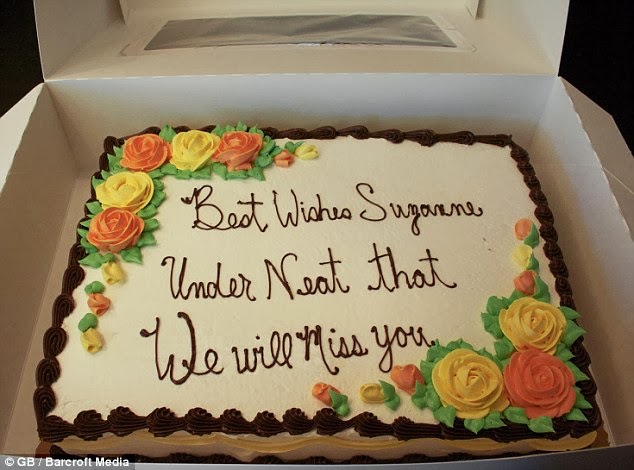 Best Wishes Suzanne
Under Neat that
We will Miss you
© GB / Barcroft Media